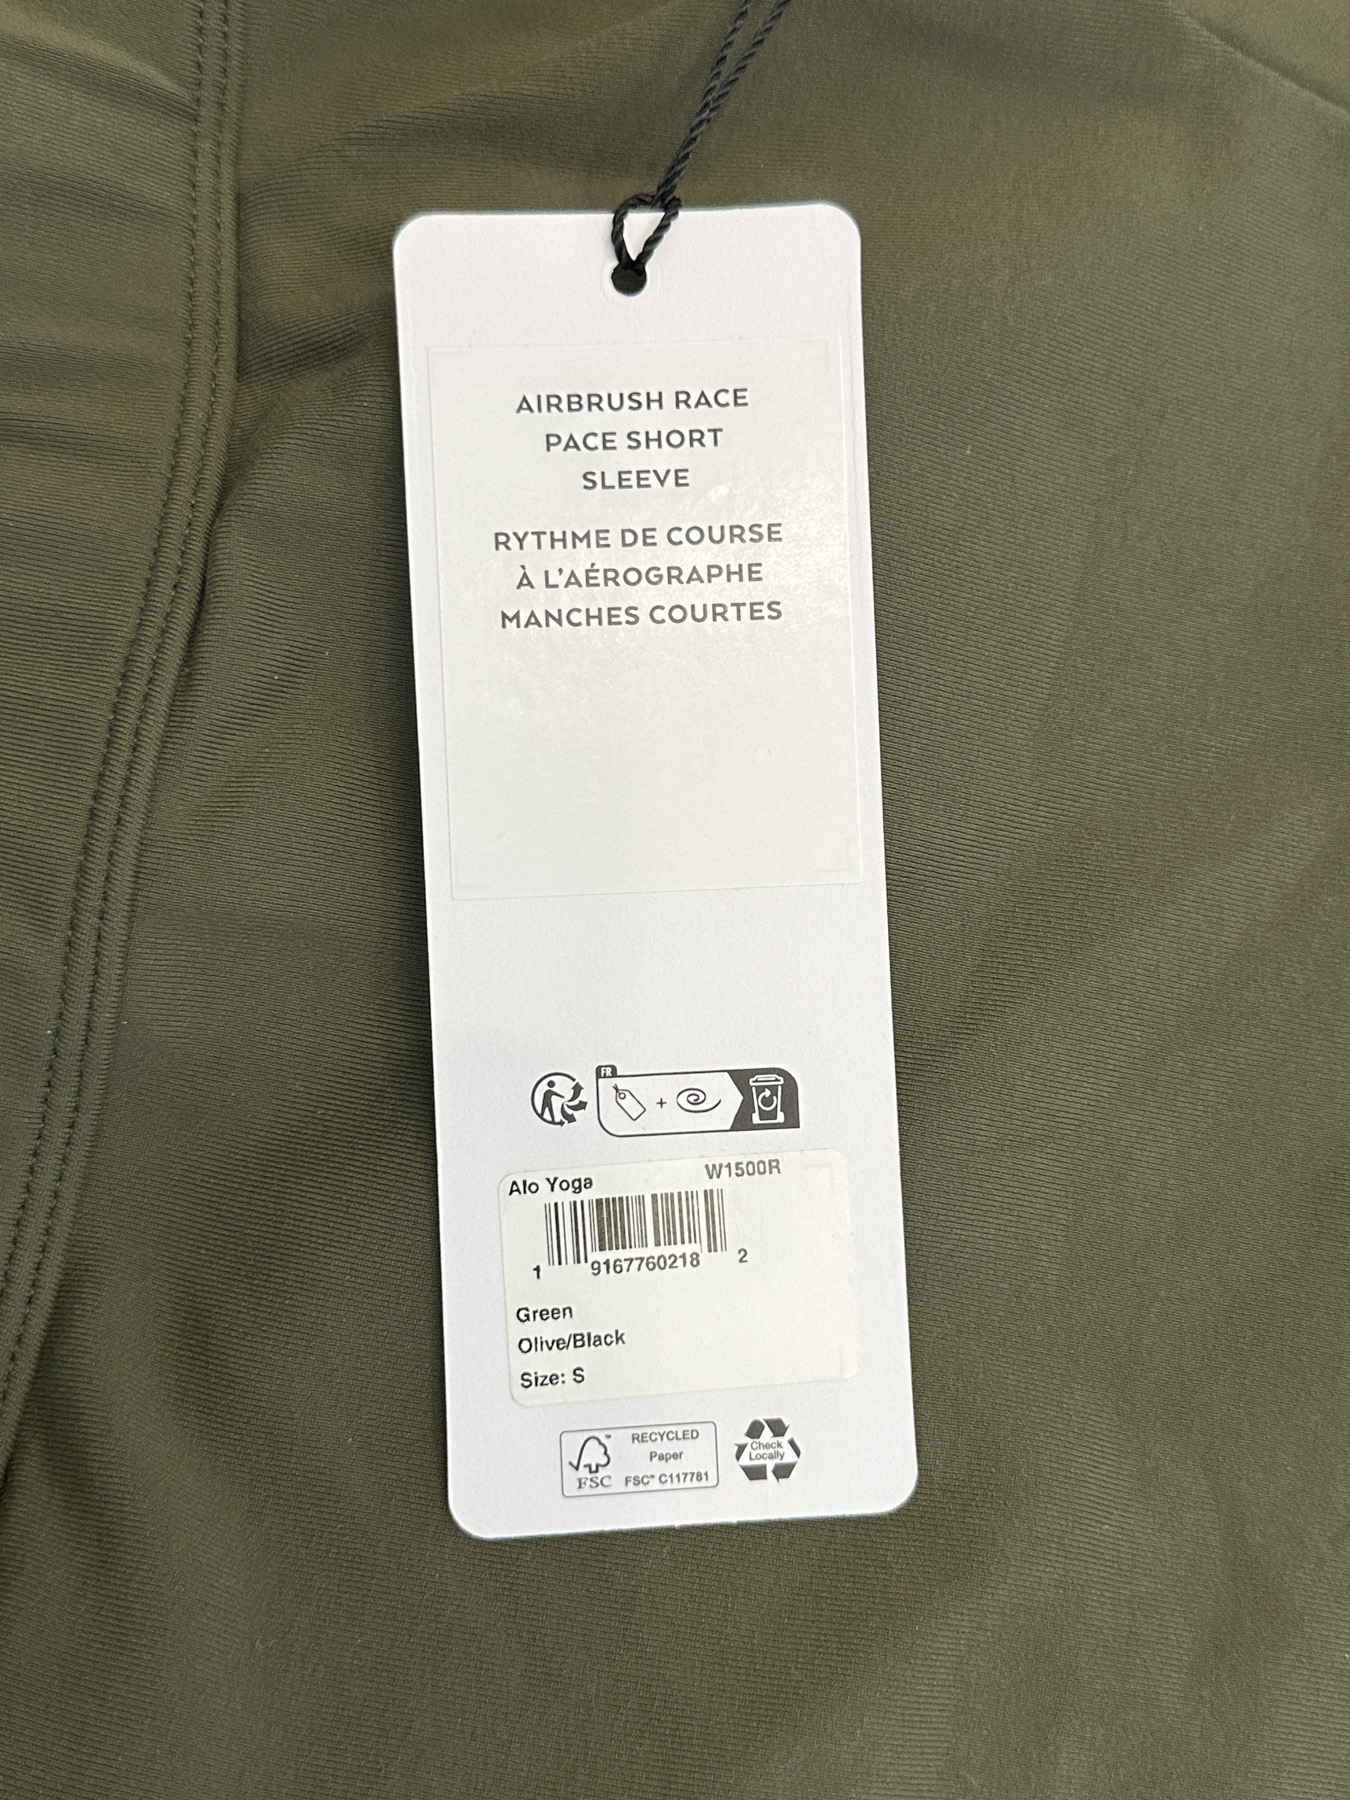 AIRBRUSH RACE
PACE SHORT
SLEEVE
RYTHME DE COURSE
À L'AÉROGRAPHE
MANCHES COURTES
FR
+
Alo Yoga W1500R
1 9167760218 2
Green
Olive/Black
Size: S
RECYCLED
Paper
FSC™ C117781
FSC
Check
Locally